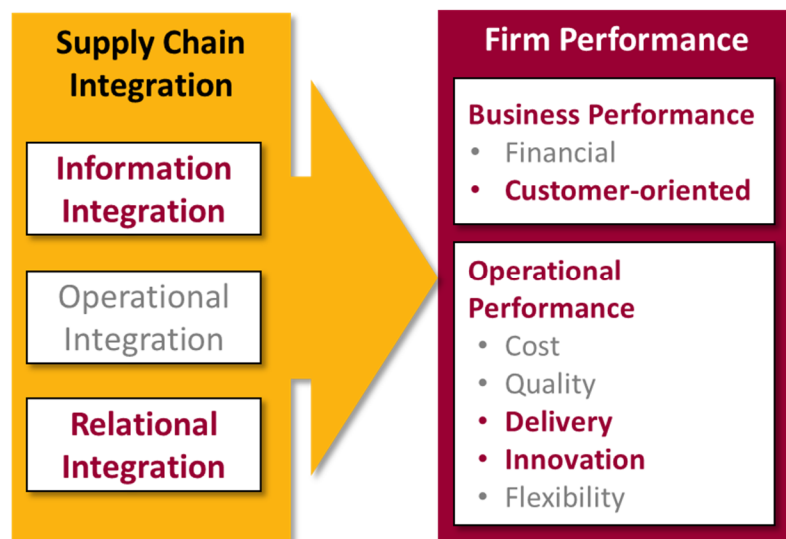 Supply Chain
Integration
Information
Integration
Operational
Integration
Relational
Integration
Firm Performance
Business Performance
• Financial
• Customer-oriented
Operational
Performance
• Cost
• Quality
• Delivery
• Innovation
• Flexibility